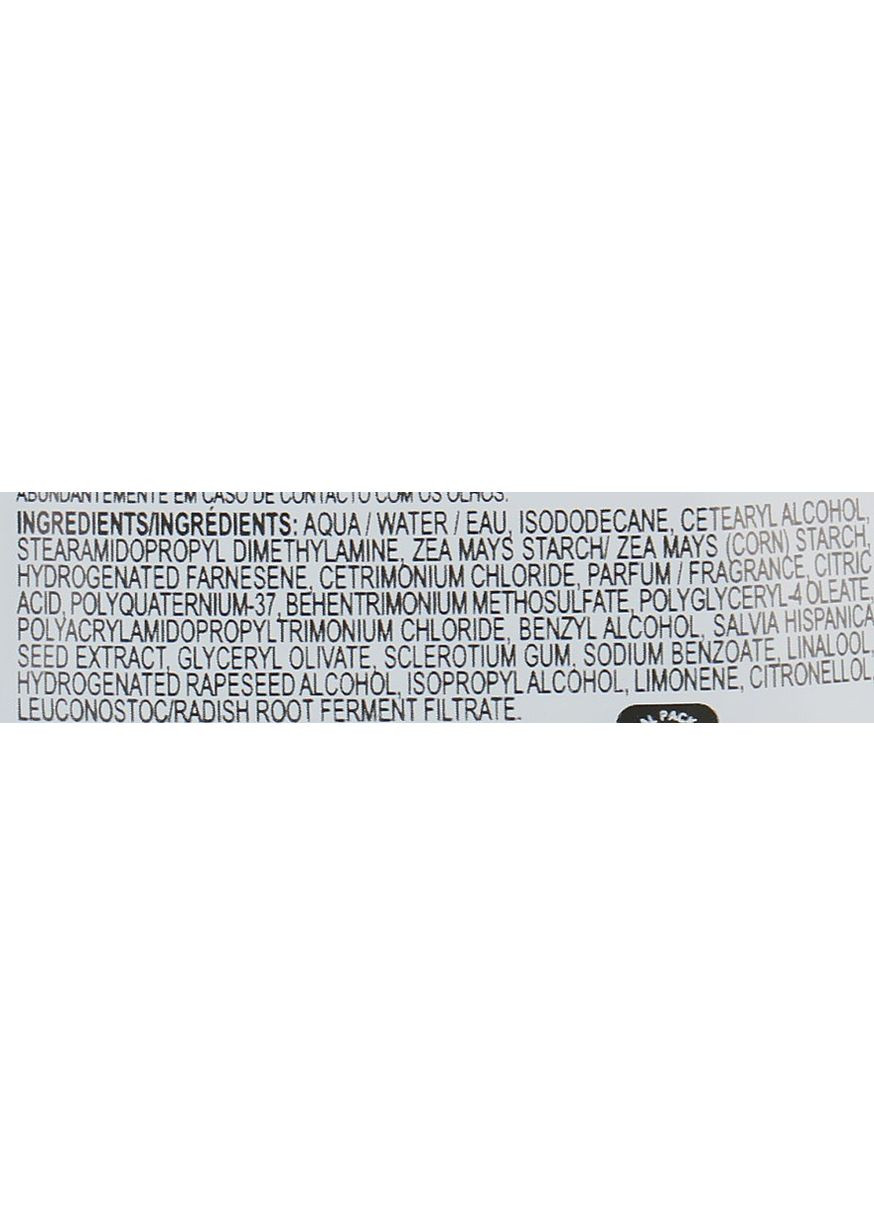 ABUNDANTEMENTE EM CASO DE CONTACTO COM OS OLHOS.
INGREDIENTS/INGRÉDIENTS: AQUA / WATER / EAU, ISODODECANE, CETEARYL ALCOHOL,
STEARAMIDOPROPYL DIMETHYLAMINE, ZEA MAYS STARCH/ ZEA MAYS (CORN) STARCH,
HYDROGENATED FARNESENE, CETRIMONIUM CHLORIDE, PARFUM / FRAGRANCE, CITRIC
ACID, POLYQUATERNIUM-37, BEHENTRIMONIUM METHOSULFATE, POLYGLYCERYL-4 OLEATE,
POLYACRYLAMIDOPROPYLTRIMONIUM CHLORIDE, BENZYL ALCOHOL, SALVIA HISPANICA
SEED EXTRACT, GLYCERYL OLIVATE, SCLEROTIUM GUM, SODIUM BENZOATE, LINALOOL,
HYDROGENATED RAPESEED ALCOHOL, ISOPROPYL ALCOHOL, LIMONENE, CITRONELLOL,
LEUCONOSTOC/RADISH ROOT FERMENT FILTRATE.
PACK